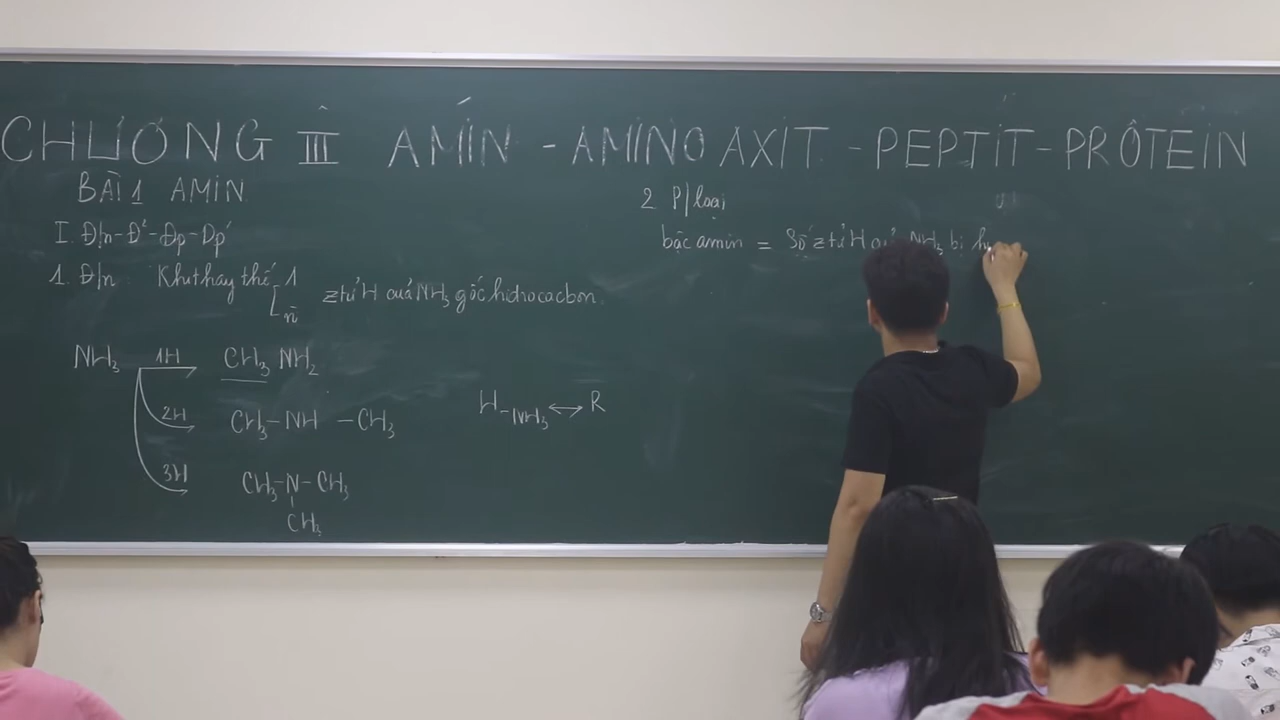 CHƯƠNG III AMIN - AMINO AXIT - PEPTIT - PRÔTEIN
BÀI 1 AMIN
I. Đ/n - Đ² - Đp - Dp'
1. Đ/n Khi thay thế 1
n̄
ztử H của NH₃ gốc hidrocacbon.
NH₃ 1H CH₃ NH₂
2H CH₃-NH-CH₃
3H CH₃-N-CH₃
CH₃
H-NH₃ ↔ R
2 P/loại
bậc amin = Số ztử H của NH₃ bị